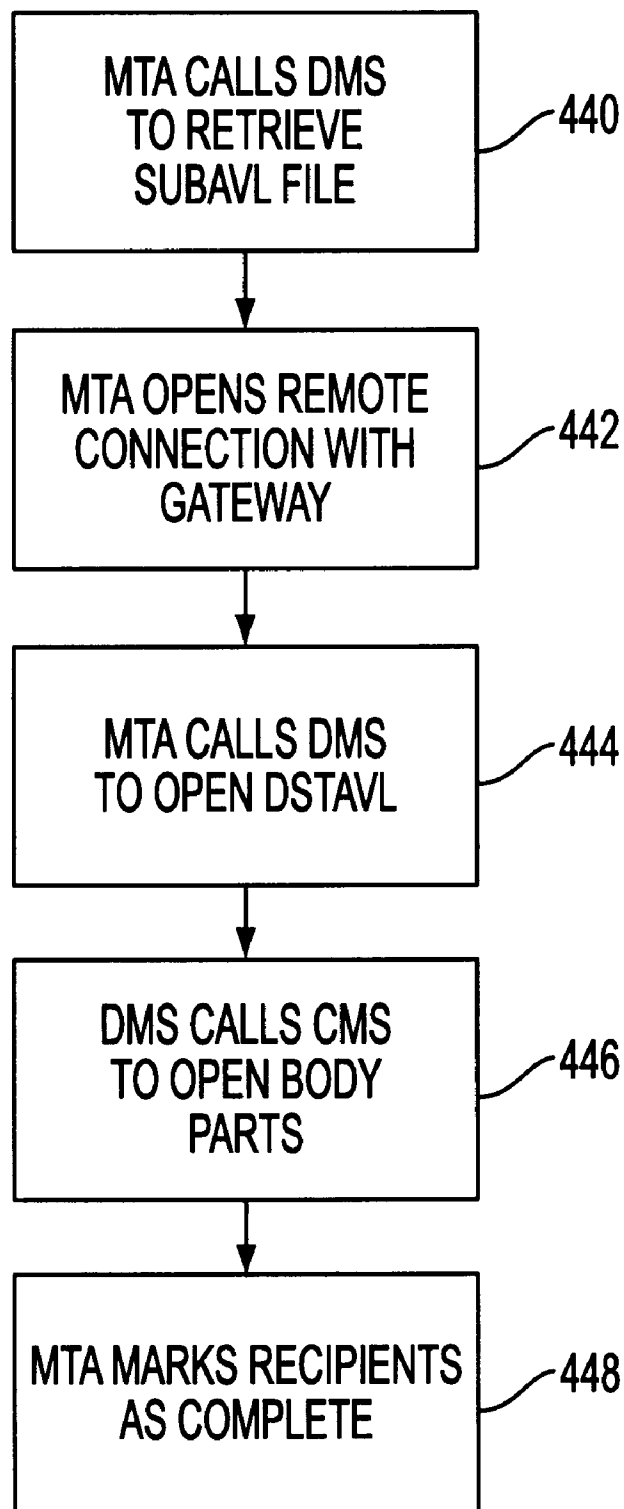 MTA CALLS DMS
TO RETRIEVE
SUBAVL FILE
440
MTA OPENS REMOTE
CONNECTION WITH
GATEWAY
442
MTA CALLS DMS
TO OPEN DSTAVL
444
DMS CALLS CMS
TO OPEN BODY
PARTS
446
MTA MARKS RECIPIENTS
AS COMPLETE
448